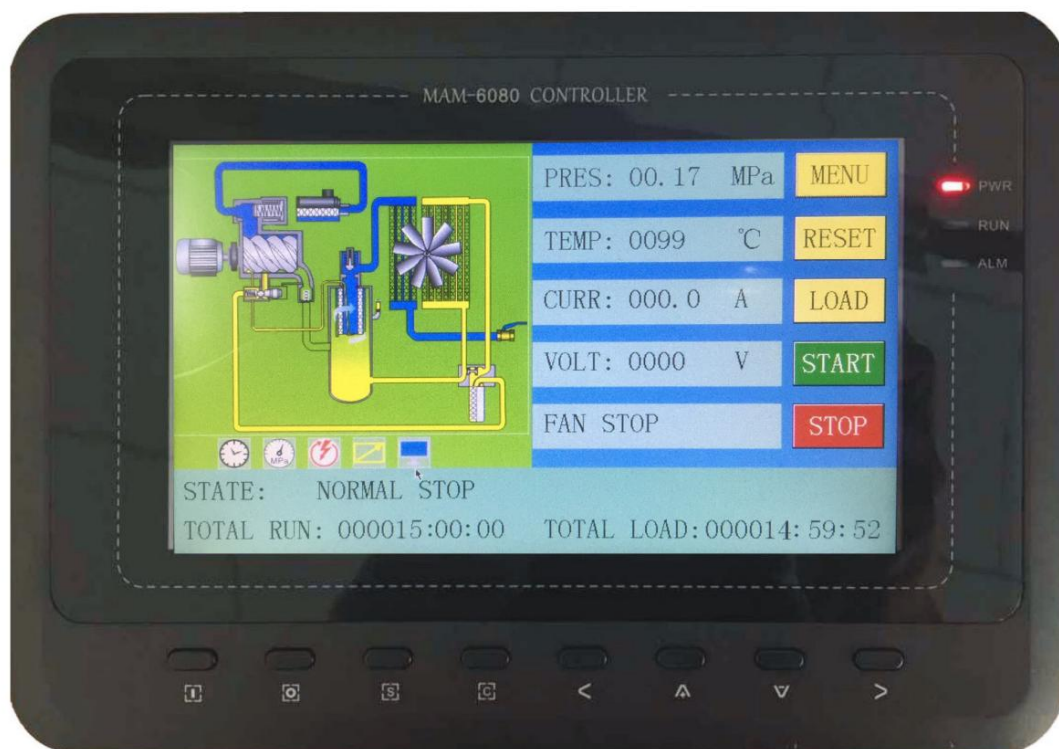 MAM-6080 CONTROLLER
PRES: 00.17 MPa MENU
PWR
TEMP: 0099 ℃ RESET
RUN
ALM
CURR: 000.0 A LOAD
VOLT: 0000 V START
FAN STOP STOP
MPa
STATE: NORMAL STOP
TOTAL RUN: 000015:00:00 TOTAL LOAD:000014:59:52
I O S C < ∧ ∨ >